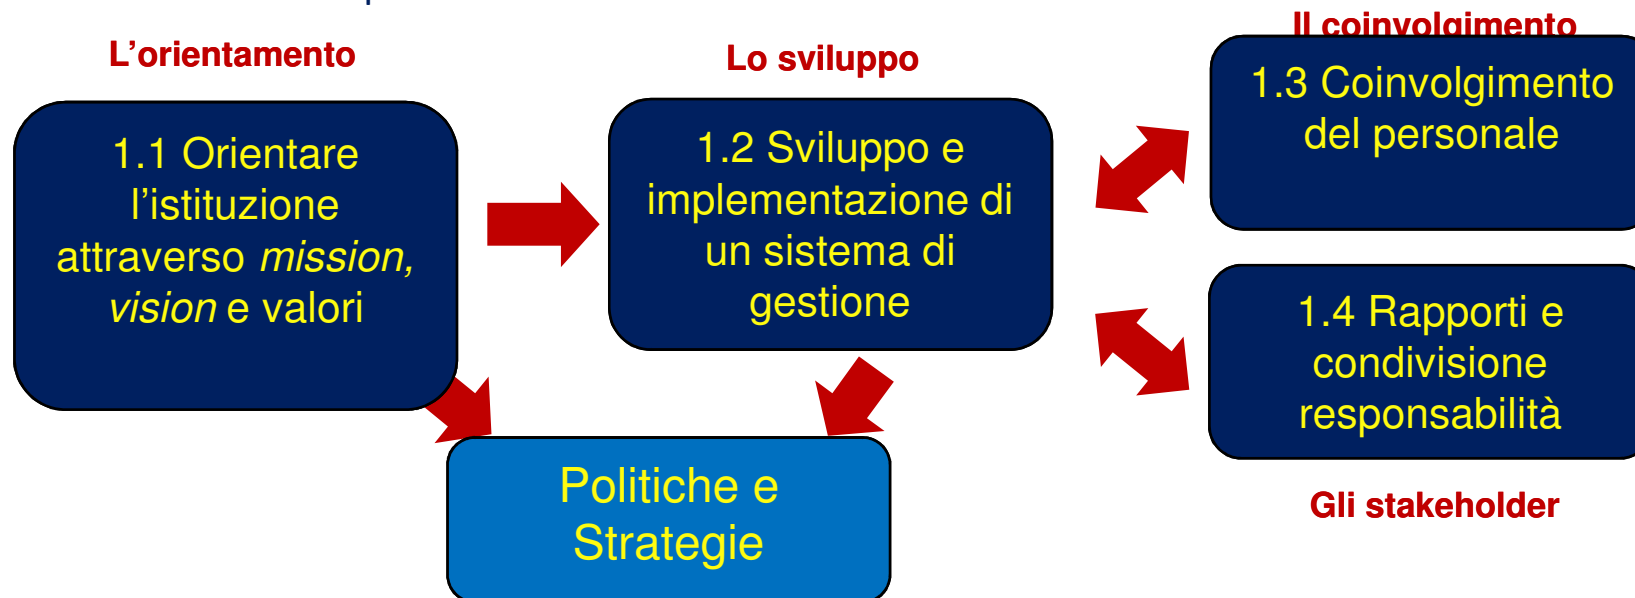 L'orientamento
1.1 Orientare
l'istituzione
attraverso mission,
vision e valori
Lo sviluppo
1.2 Sviluppo e
implementazione di
un sistema di
gestione
Il coinvolgimento
1.3 Coinvolgimento
del personale
1.4 Rapporti e
condivisione
responsabilità
Gli stakeholder
Politiche e
Strategie